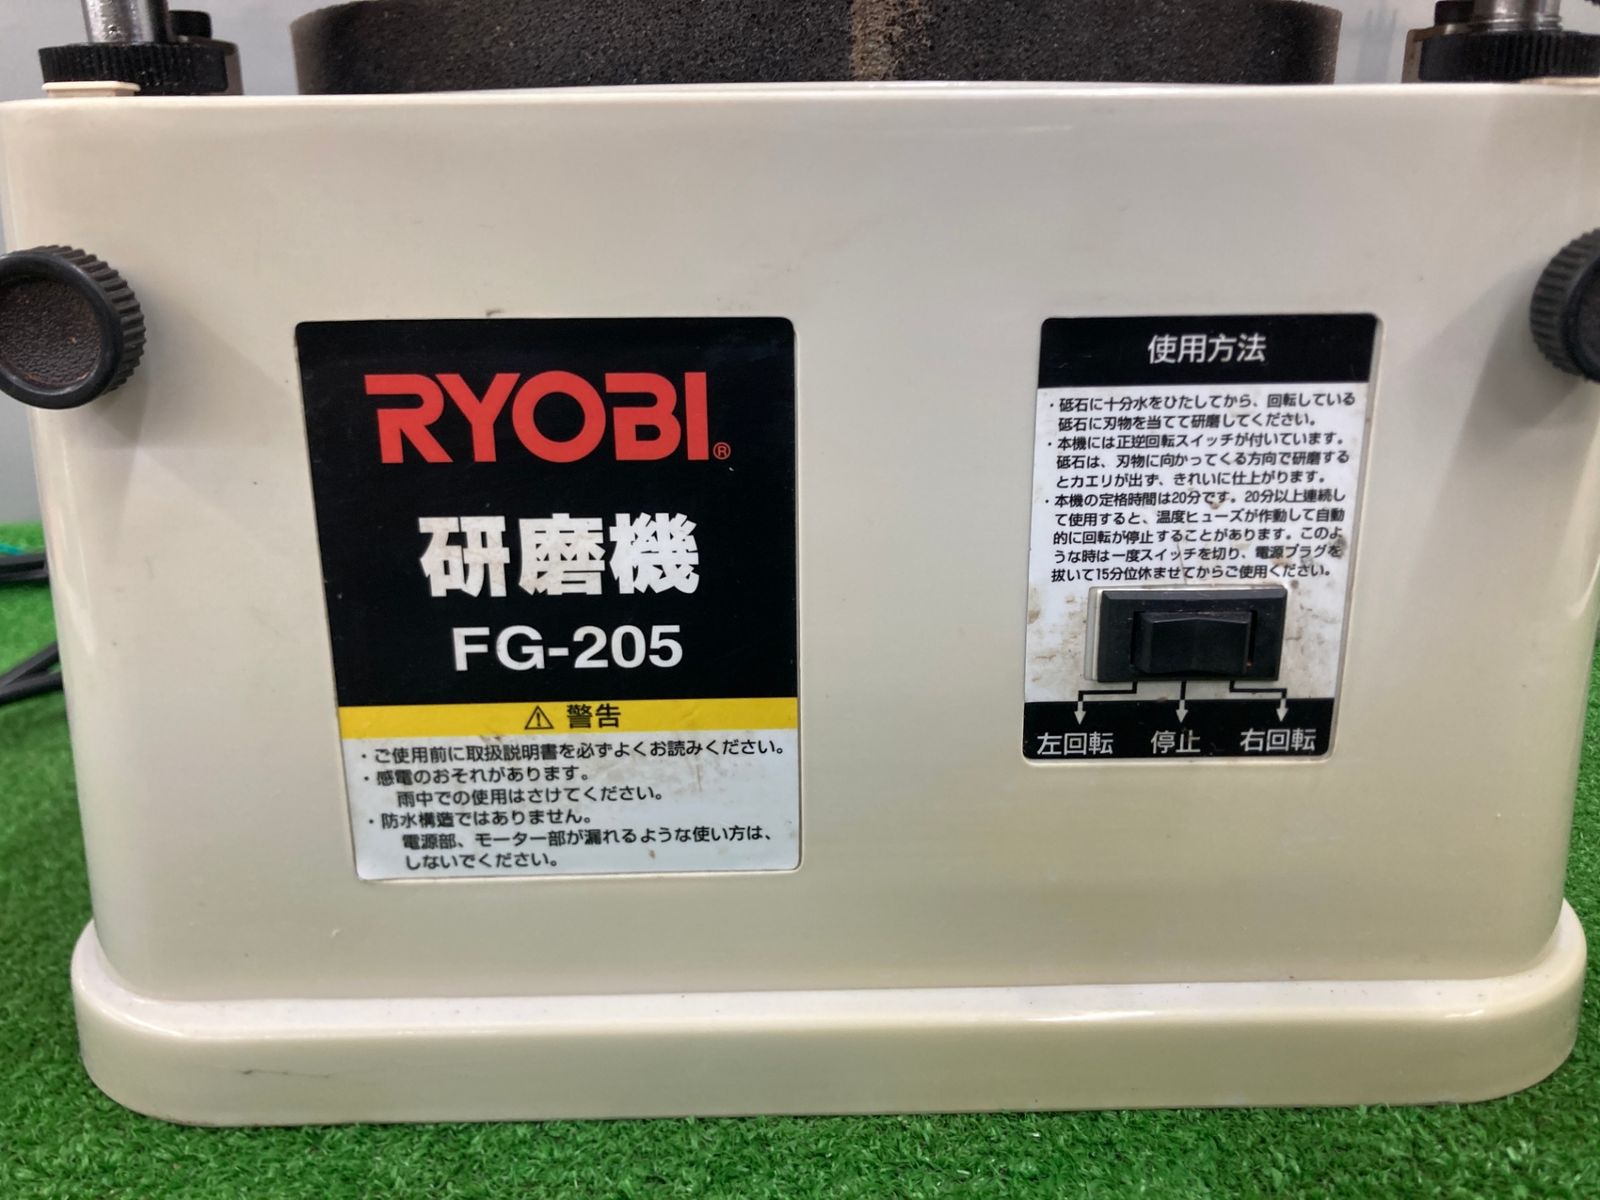 RYOBI®
研磨機
FG-205
⚠ 警告
・ご使用前に取扱説明書を必ずよくお読みください。
・感電のおそれがあります。
雨中での使用はさけてください。
・防水構造ではありません。
電源部、モーター部が漏れるような使い方は、
しないでください。
使用方法
・砥石に十分水をひたしてから、回転している
砥石に刃物を当てて研磨してください。
・本機には正逆回転スイッチが付いています。
砥石は、刃物に向かってくる方向で研磨する
とカエリが出ず、きれいに仕上がります。
・本機の定格時間は20分です。20分以上連続し
て使用すると、温度ヒューズが作動して自動
的に回転が停止することがあります。このよ
うな時は一度スイッチを切り、電源プラグを
抜いて15分位休ませてからご使用ください。
左回転 停止 右回転